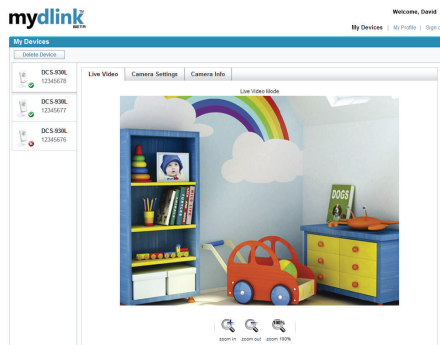 mydlink
BETA
Welcome, David
My Devices | My Profile | Sign
My Devices
Delete Device
DCS-930L
12345678
DCS-930L
12345677
DCS-930L
12345676
Live Video
Camera Settings
Camera Info
Live Video Mode
DOGS
100%
zoom in
zoom out
zoom 100%